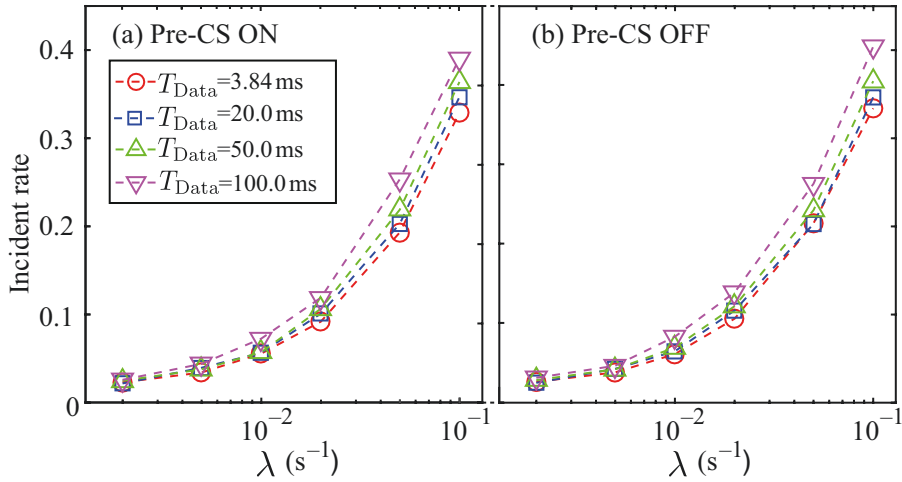 (a) Pre-CS ON
(b) Pre-CS OFF
T_Data=3.84 ms
T_Data=20.0 ms
T_Data=50.0 ms
T_Data=100.0 ms
Incident rate
0.4
0.3
0.2
0.1
0
10⁻² 10⁻¹ 10⁻² 10⁻¹
λ (s⁻¹) λ (s⁻¹)